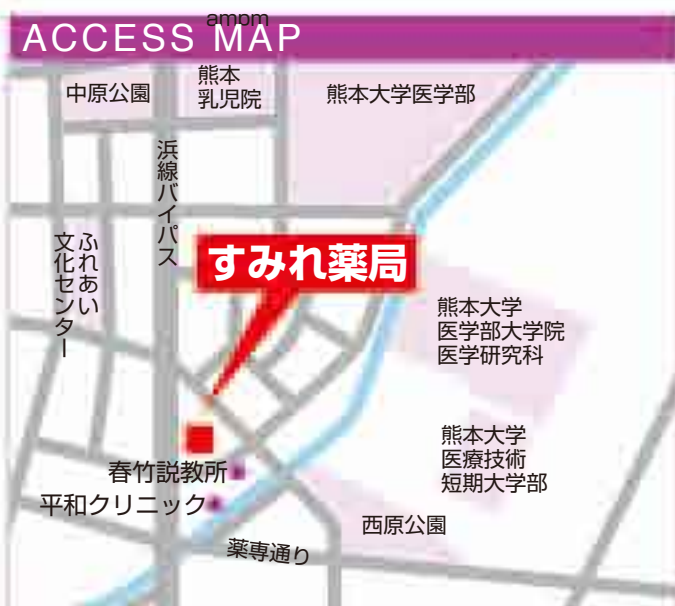 ampm
ACCESS MAP
中原公園
熊本
乳児院
熊本大学医学部
浜線バイパス
ふれあい
文化センター
すみれ薬局
熊本大学
医学部大学院
医学研究科
熊本大学
医療技術
短期大学部
春竹説教所
平和クリニック
西原公園
薬専通り